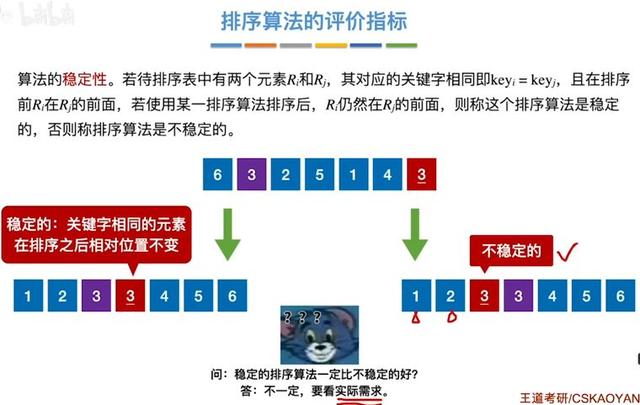 bilibili
排序算法的评价指标
算法的稳定性。若待排序表中有两个元素Ri和Rj，其对应的关键字相同即keyi = keyj，且在排序
前Ri在Rj的前面，若使用某一排序算法排序后，Ri仍然在Rj的前面，则称这个排序算法是稳定
的，否则称排序算法是不稳定的。
6 3 2 5 1 4 3
稳定的：关键字相同的元素
在排序之后相对位置不变
不稳定的
1 2 3 3 4 5 6
1 2 3 3 4 5 6
? ? ?
问：稳定的排序算法一定比不稳定的好？
答：不一定，要看实际需求。
王道考研/CSKAOYAN